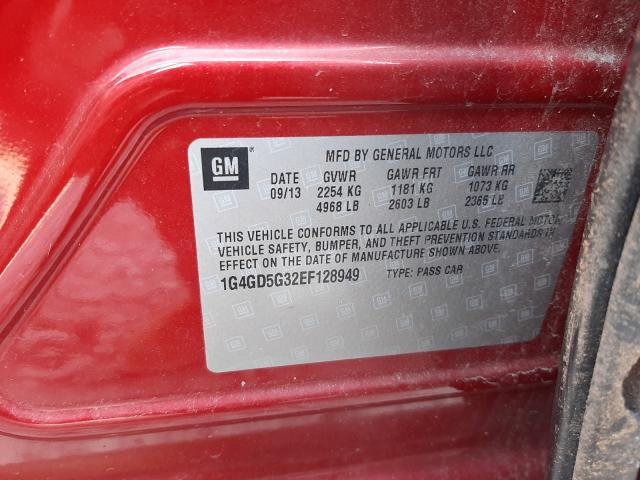 GM
MFD BY GENERAL MOTORS LLC
DATE GVWR GAWR FRT GAWR RR
09/13 2254 KG 1181 KG 1073 KG
4968 LB 2603 LB 2365 LB
THIS VEHICLE CONFORMS TO ALL APPLICABLE U.S. FEDERAL MOTOR
VEHICLE SAFETY, BUMPER, AND THEFT PREVENTION STANDARDS IN
EFFECT ON THE DATE OF MANUFACTURE SHOWN ABOVE.
1G4GD5G32EF128949 TYPE: PASS CAR